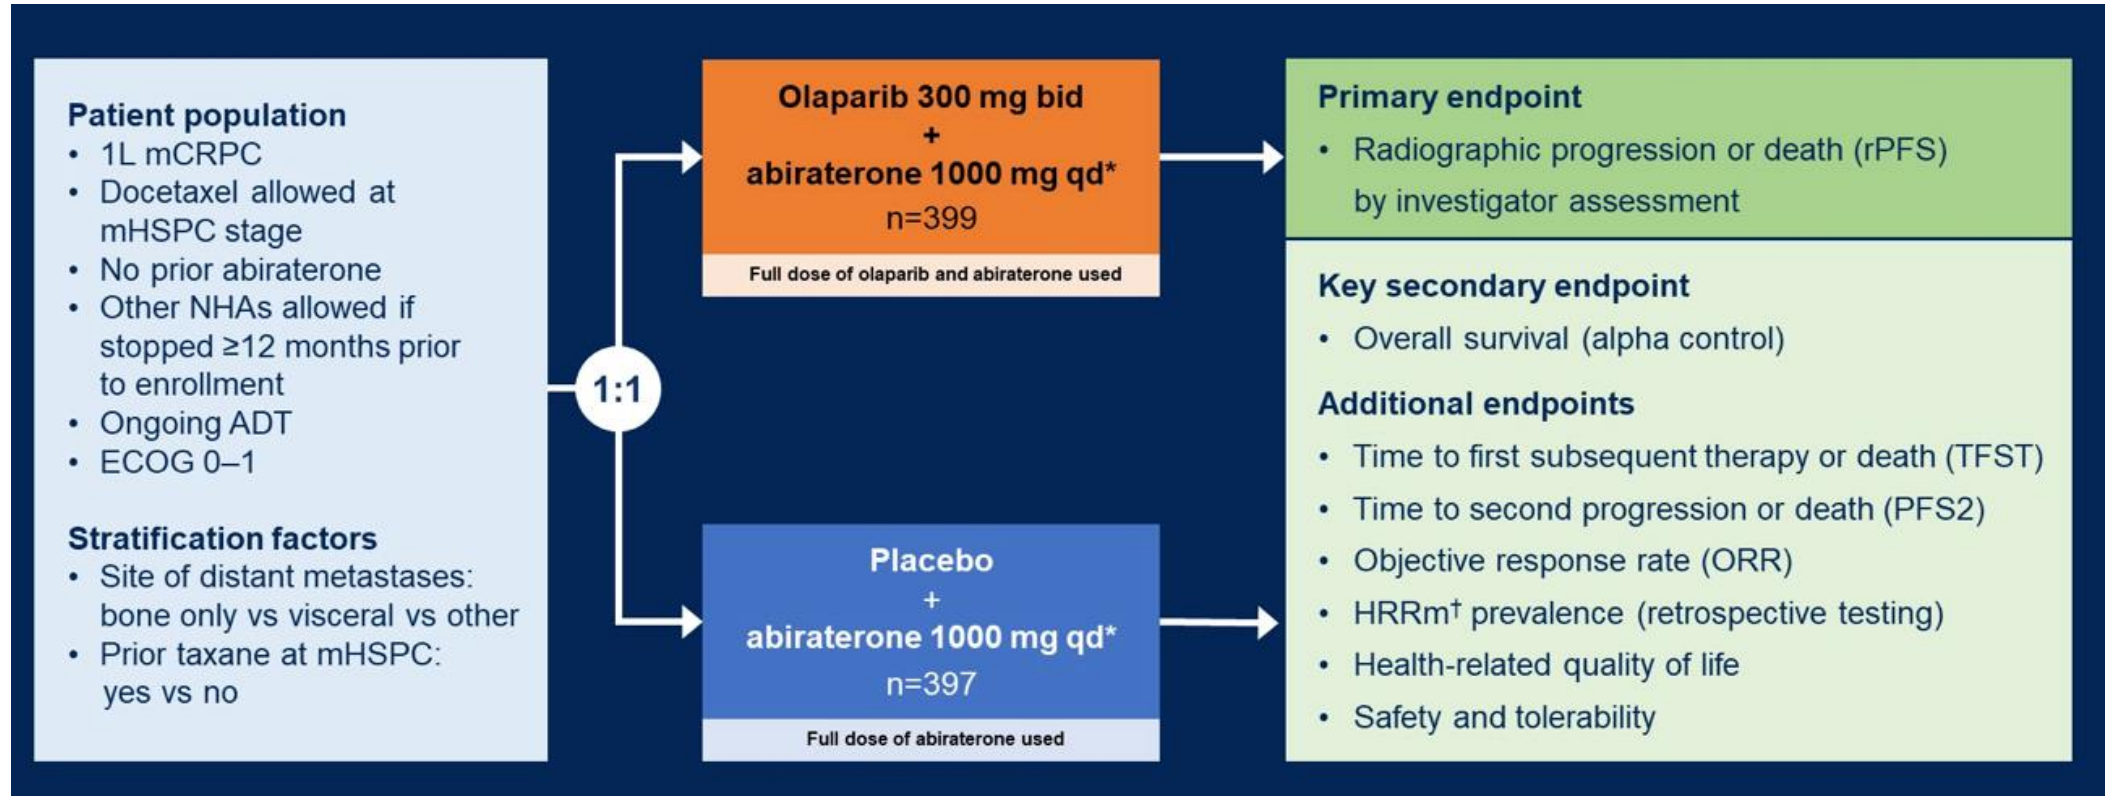 Patient population
• 1L mCRPC
• Docetaxel allowed at
mHSPC stage
• No prior abiraterone
• Other NHAs allowed if
stopped ≥12 months prior
to enrollment
• Ongoing ADT
• ECOG 0–1
Stratification factors
• Site of distant metastases:
bone only vs visceral vs other
• Prior taxane at mHSPC:
yes vs no
1:1
Olaparib 300 mg bid
+
abiraterone 1000 mg qd*
n=399
Full dose of olaparib and abiraterone used
Placebo
+
abiraterone 1000 mg qd*
n=397
Full dose of abiraterone used
Primary endpoint
• Radiographic progression or death (rPFS)
by investigator assessment
Key secondary endpoint
• Overall survival (alpha control)
Additional endpoints
• Time to first subsequent therapy or death (TFST)
• Time to second progression or death (PFS2)
• Objective response rate (ORR)
• HRRm† prevalence (retrospective testing)
• Health-related quality of life
• Safety and tolerability